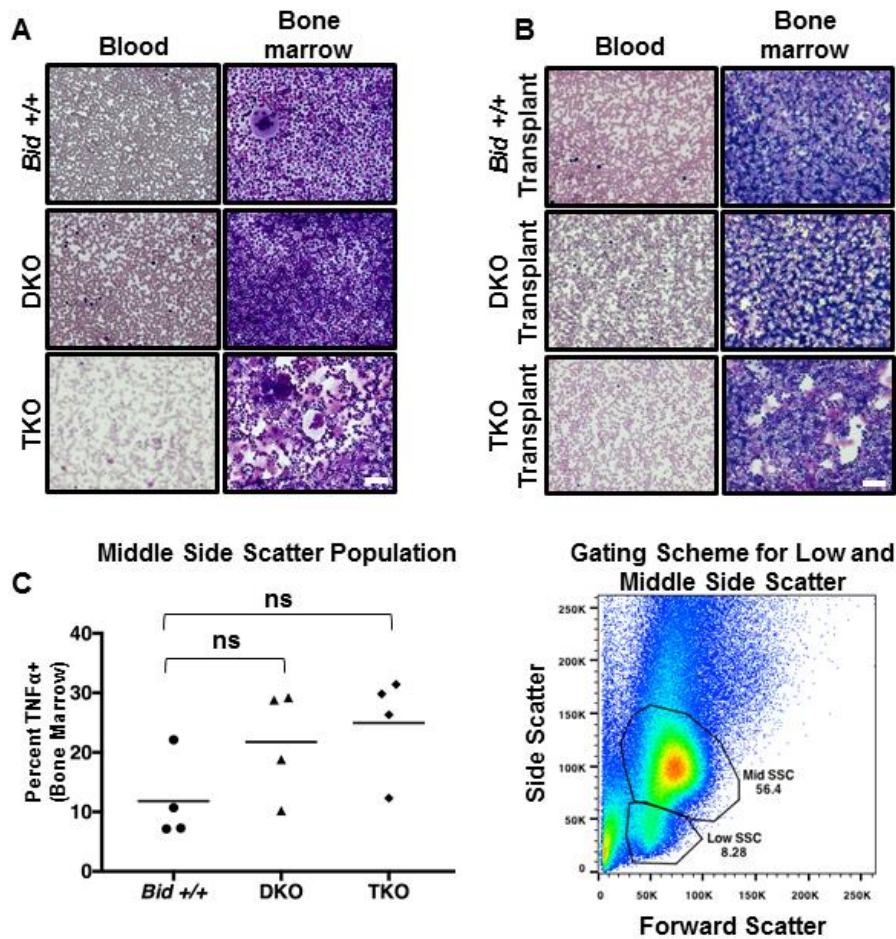 A
Blood
Bone
marrow
Bid +/+
DKO
TKO
B
Blood
Bone
marrow
Bid +/+
Transplant
DKO
Transplant
TKO
Transplant
C
Middle Side Scatter Population
ns
ns
Percent TNFα+
(Bone Marrow)
40
30
20
10
0
Bid +/+
DKO
TKO
Gating Scheme for Low and
Middle Side Scatter
Side Scatter
250K
200K
150K
100K
50K
0
Mid SSC
56.4
Low SSC
8.28
0
50K
100K
150K
200K
250K
Forward Scatter